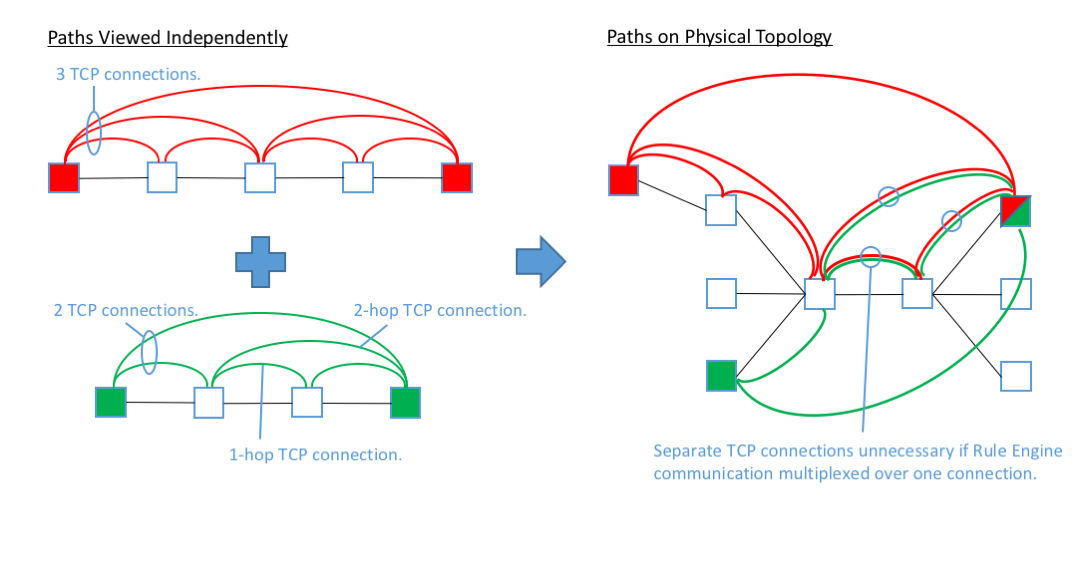 Paths Viewed Independently
Paths on Physical Topology
3 TCP connections.
2 TCP connections.
2-hop TCP connection.
1-hop TCP connection.
Separate TCP connections unnecessary if Rule Engine
communication multiplexed over one connection.